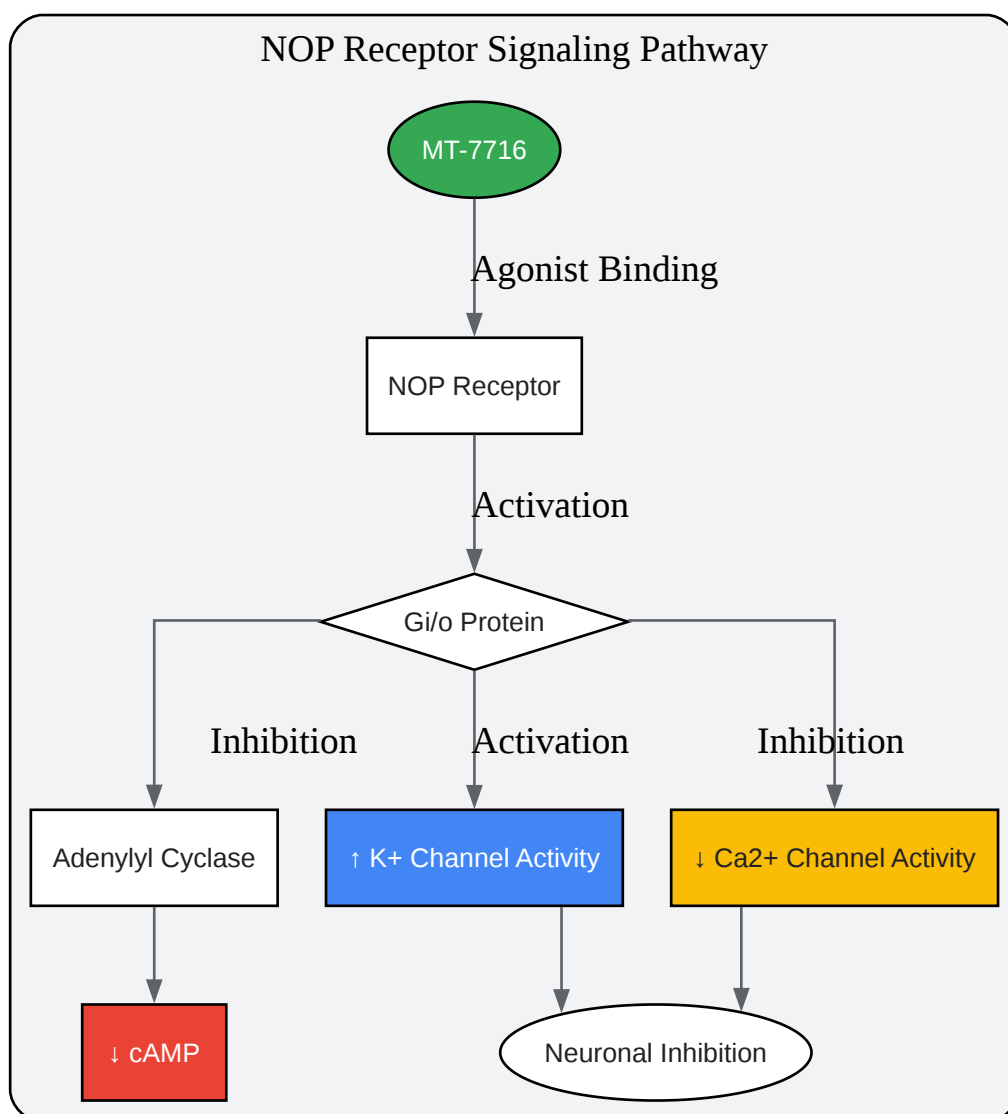 NOP Receptor Signaling Pathway
MT-7716
Agonist Binding
NOP Receptor
Activation
Gi/o Protein
Inhibition
Activation
Inhibition
Adenylyl Cyclase
↑ K+ Channel Activity
↓ Ca2+ Channel Activity
↓ cAMP
Neuronal Inhibition